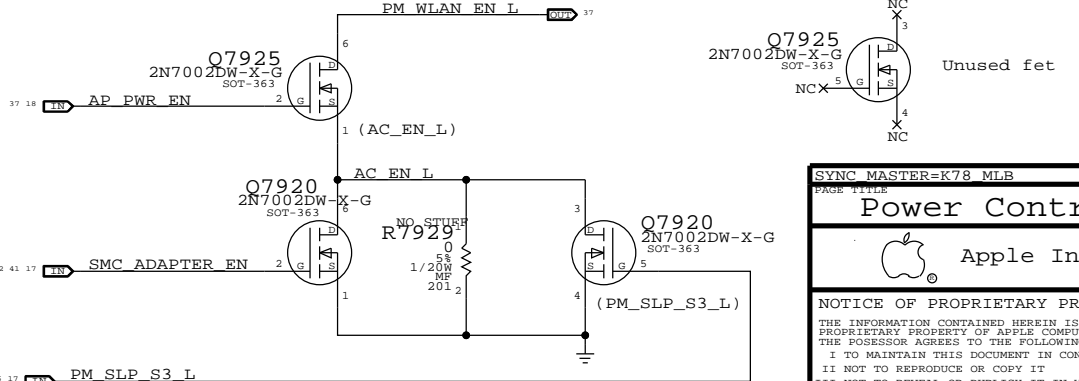 PM_WLAN_EN_L
OUT 37
6
D
Q7925
2N7002DW-X-G
SOT-363
37 18 IN AP_PWR_EN
2 G
S
1 (AC_EN_L)
NC
3
D
Q7925
2N7002DW-X-G
SOT-363
NC 5 G
S
4
NC
Unused fet
AC_EN_L
Q7920
2N7002DW-X-G
SOT-363
6
D
41 17 IN SMC_ADAPTER_EN
2 G
S
1
NO STUFF
R7929
1
0
5%
1/20W
MF
201
2
3
D
Q7920
2N7002DW-X-G
SOT-363
S G 5
4
(PM_SLP_S3_L)
17 IN PM_SLP_S3_L
SYNC_MASTER=K78_MLB
PAGE TITLE
Power Contr
Apple In
®
NOTICE OF PROPRIETARY PR
THE INFORMATION CONTAINED HEREIN IS
PROPRIETARY PROPERTY OF APPLE COMPU
THE POSESSOR AGREES TO THE FOLLOWIN
I TO MAINTAIN THIS DOCUMENT IN CON
II NOT TO REPRODUCE OR COPY IT